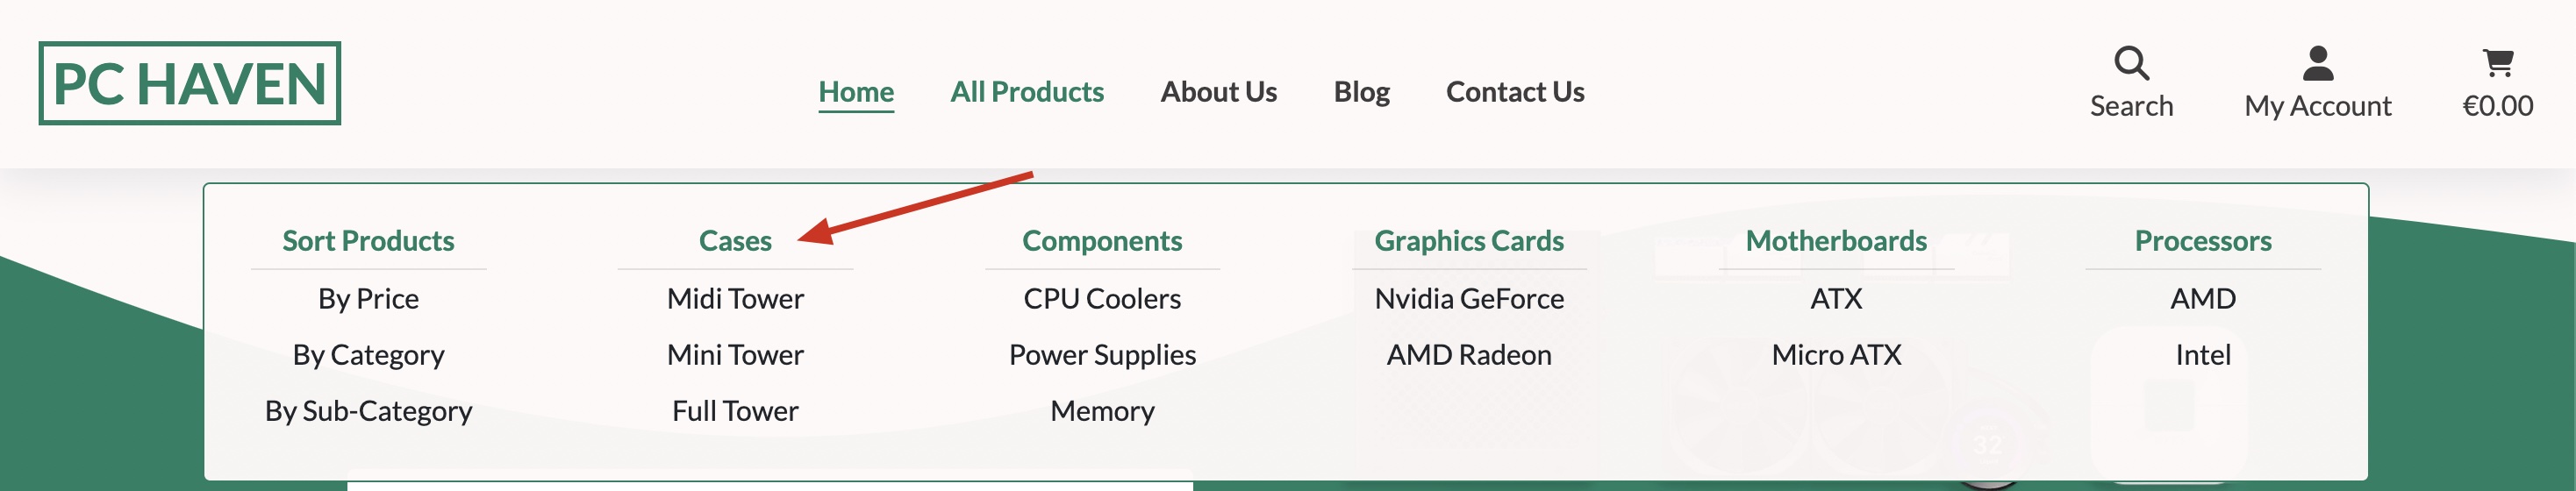 PC HAVEN
Home All Products About Us Blog Contact Us
Search My Account €0.00
Sort Products Cases Components Graphics Cards Motherboards Processors
By Price Midi Tower CPU Coolers Nvidia GeForce ATX AMD
By Category Mini Tower Power Supplies AMD Radeon Micro ATX Intel
By Sub-Category Full Tower Memory
32